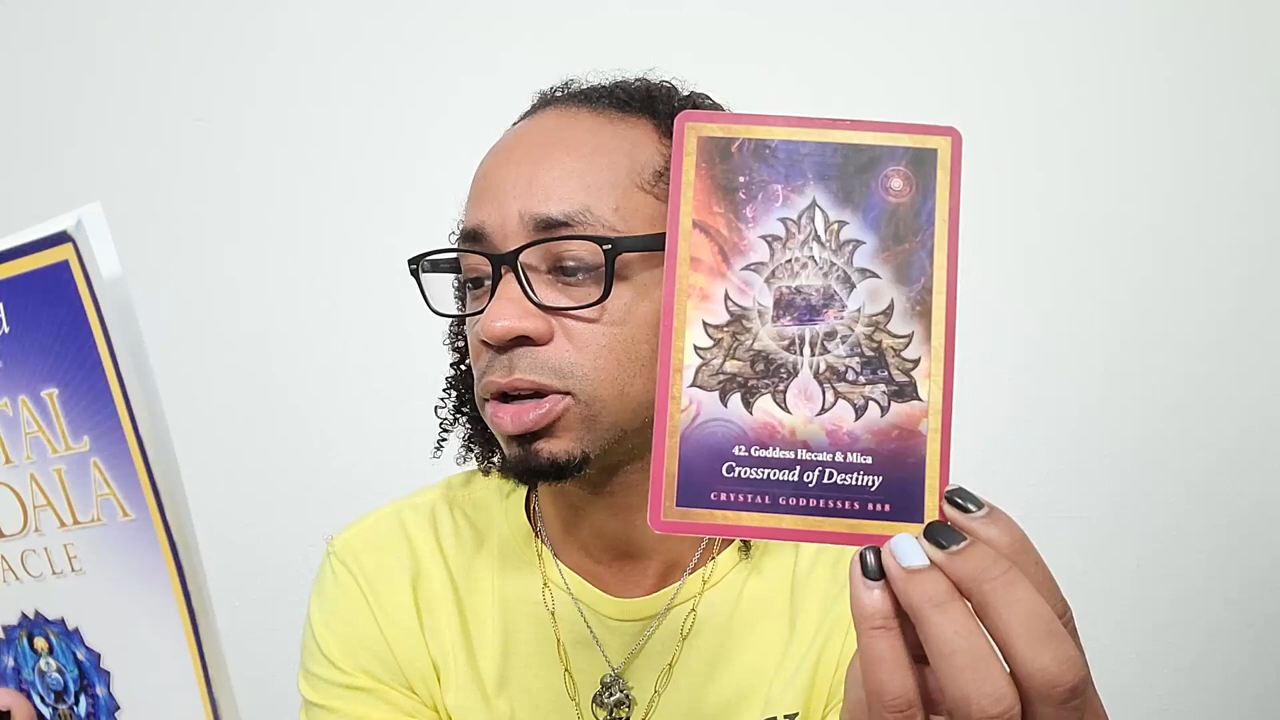 TAL
DALA
ACLE
42. Goddess Hecate & Mica
Crossroad of Destiny
CRYSTAL GODDESSES 888